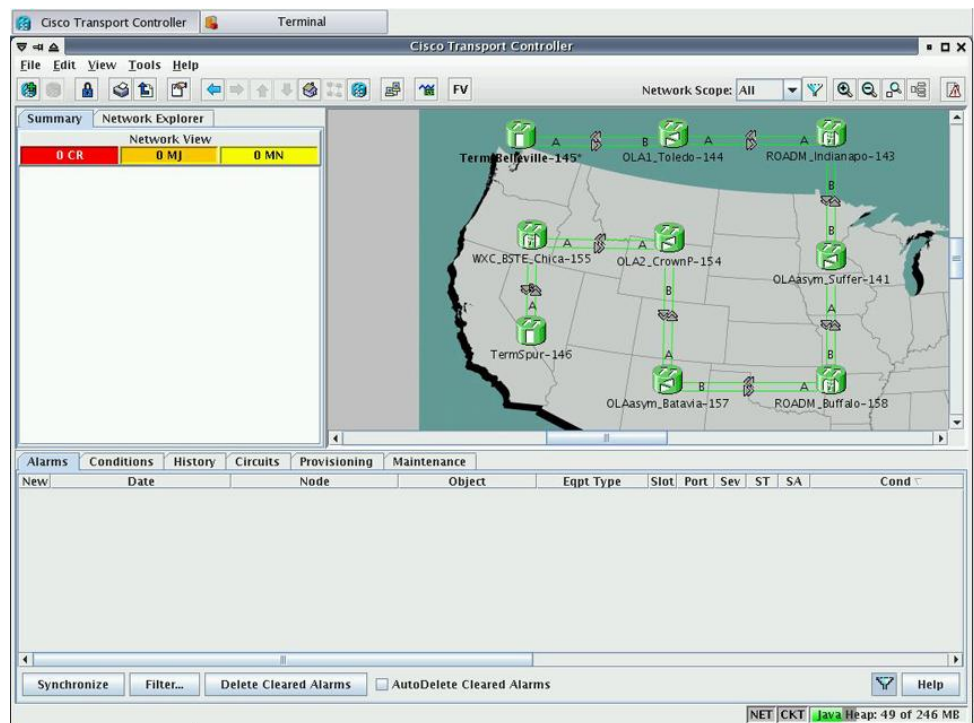 Cisco Transport Controller Terminal
Cisco Transport Controller
File Edit View Tools Help
FV Network Scope: All
Summary Network Explorer
Network View
0 CR 0 MJ 0 MN
A B A A
Term_Belleville-145* OLA1_Toledo-144 ROADM_Indianapo-143
B
B
A A
WXC_BSTE_Chica-155 OLA2_CrownP-154
OLAasym_Suffer-141
B B
A A
TermSpur-146
A B
B A
OLAasym_Batavia-157 ROADM_Buffalo-158
Alarms Conditions History Circuits Provisioning Maintenance
New Date Node Object Eqpt Type Slot Port Sev ST SA Cond
Synchronize Filter... Delete Cleared Alarms AutoDelete Cleared Alarms Help
NET CKT Java Heap: 49 of 246 MB